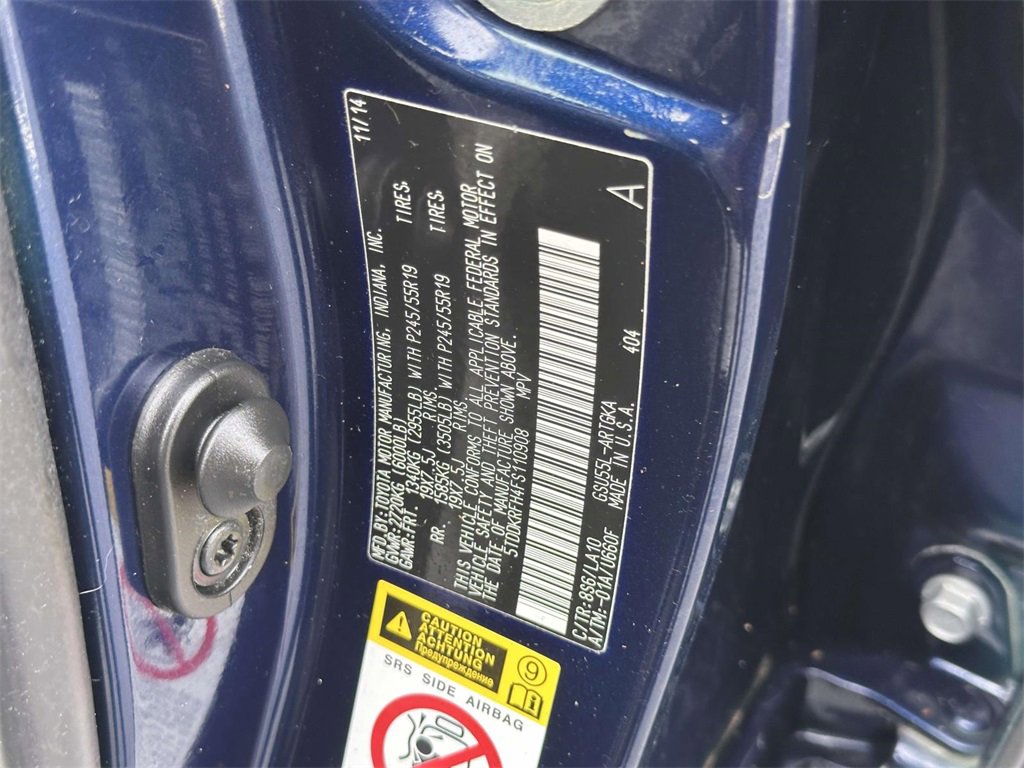 MFD.BY:TOYOTA MOTOR MANUFACTURING, INDIANA, INC. 11/14
GVWR:2720KG (6000LB)
GAWR:FRT. 1340KG (2955LB) WITH P245/55R19 TIRES.
19X7.5J RIMS
RR. 1585KG (3505LB) WITH P245/55R19 TIRES.
19X7.5J RIMS.
THIS VEHICLE CONFORMS TO ALL APPLICABLE FEDERAL MOTOR
VEHICLE SAFETY AND THEFT PREVENTION STANDARDS IN EFFECT ON
THE DATE OF MANUFACTURE SHOWN ABOVE.
5TDDKRFH4FS110908 MPV
C/TR:8S6/LA10 GSU55L-ARTGKA 404
A/TM:-01A/U660F MADE IN U.S.A. A
CAUTION
ATTENTION
ACHTUNG
Предупреждение
9
i
SRS SIDE AIRBAG